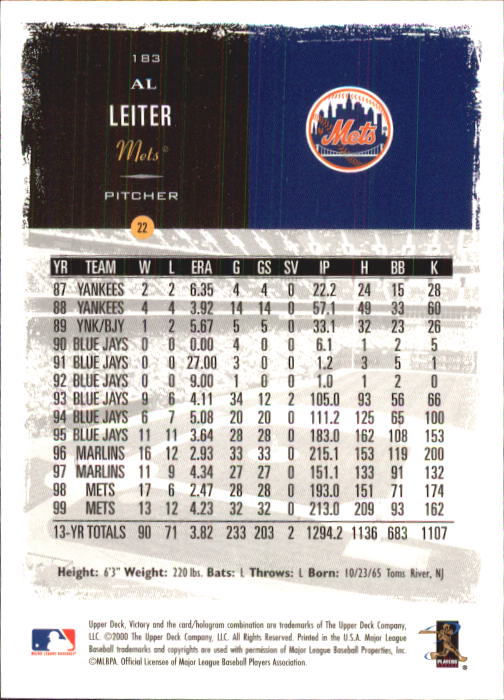 183
AL
LEITER
Mets®
PITCHER
Mets
22
YR TEAM W L ERA G GS SV IP H BB K
87 YANKEES 2 2 6.35 4 4 0 22.2 24 15 28
88 YANKEES 4 4 3.92 14 14 0 57.1 49 33 60
89 YNK/BJY 1 2 5.67 5 5 0 33.1 32 23 26
90 BLUE JAYS 0 0 0.00 4 0 0 6.1 1 2 5
91 BLUE JAYS 0 0 27.00 3 0 0 1.2 3 5 1
92 BLUE JAYS 0 0 9.00 1 0 0 1.0 1 2 0
93 BLUE JAYS 9 6 4.11 34 12 2 105.0 93 56 66
94 BLUE JAYS 6 7 5.08 20 20 0 111.2 125 65 100
95 BLUE JAYS 11 11 3.64 28 28 0 183.0 162 108 153
96 MARLINS 16 12 2.93 33 33 0 215.1 153 119 200
97 MARLINS 11 9 4.34 27 27 0 151.1 133 91 132
98 METS 17 6 2.47 28 28 0 193.0 151 71 174
99 METS 13 12 4.23 32 32 0 213.0 209 93 162
13-YR TOTALS 90 71 3.82 233 203 2 1294.2 1136 683 1107
Height: 6'3" Weight: 220 lbs. Bats: L Throws: L Born: 10/23/65 Toms River, NJ
Upper Deck, Victory and the card/hologram combination are trademarks of The Upper Deck Company,
LLC. ©2000 The Upper Deck Company, LLC. All Rights Reserved. Printed in the U.S.A. Major League
Baseball trademarks and copyrights are used with permission of Major League Baseball Properties, Inc.
©MLBPA. Official Licensee of Major League Baseball Players Association.
MAJOR LEAGUE BASEBALL®
PLAYERS